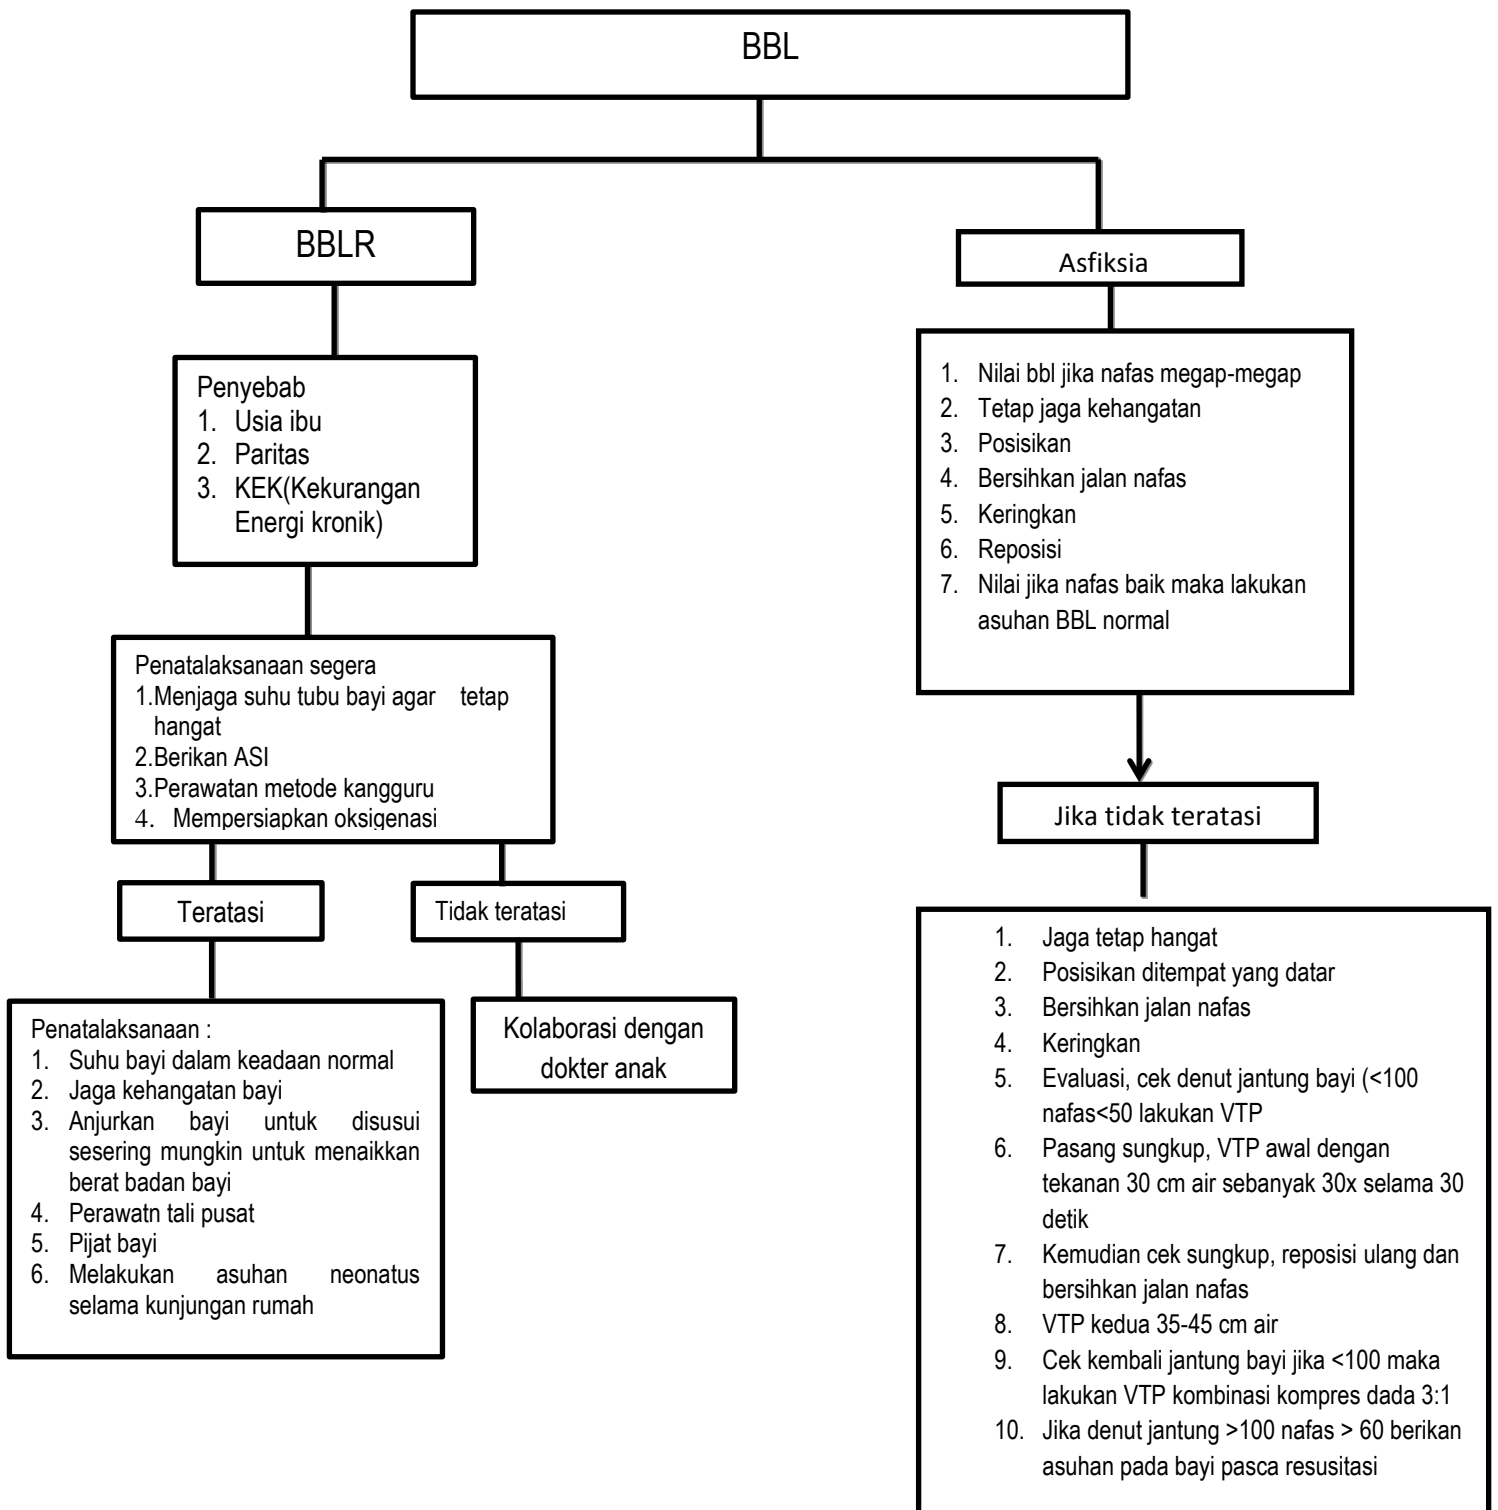 BBL
BBLR
Asfiksia
Penyebab
1. Usia ibu
2. Paritas
3. KEK(Kekurangan
Energi kronik)
1. Nilai bbl jika nafas megap-megap
2. Tetap jaga kehangatan
3. Posisikan
4. Bersihkan jalan nafas
5. Keringkan
6. Reposisi
7. Nilai jika nafas baik maka lakukan
asuhan BBL normal
Penatalaksanaan segera
1.Menjaga suhu tubu bayi agar tetap
hangat
2.Berikan ASI
3.Perawatan metode kangguru
4. Mempersiapkan oksigenasi
Jika tidak teratasi
Teratasi
Tidak teratasi
Penatalaksanaan :
1. Suhu bayi dalam keadaan normal
2. Jaga kehangatan bayi
3. Anjurkan bayi untuk disusui
sesering mungkin untuk menaikkan
berat badan bayi
4. Perawatn tali pusat
5. Pijat bayi
6. Melakukan asuhan neonatus
selama kunjungan rumah
Kolaborasi dengan
dokter anak
1. Jaga tetap hangat
2. Posisikan ditempat yang datar
3. Bersihkan jalan nafas
4. Keringkan
5. Evaluasi, cek denut jantung bayi (<100
nafas<50 lakukan VTP
6. Pasang sungkup, VTP awal dengan
tekanan 30 cm air sebanyak 30x selama 30
detik
7. Kemudian cek sungkup, reposisi ulang dan
bersihkan jalan nafas
8. VTP kedua 35-45 cm air
9. Cek kembali jantung bayi jika <100 maka
lakukan VTP kombinasi kompres dada 3:1
10. Jika denut jantung >100 nafas > 60 berikan
asuhan pada bayi pasca resusitasi